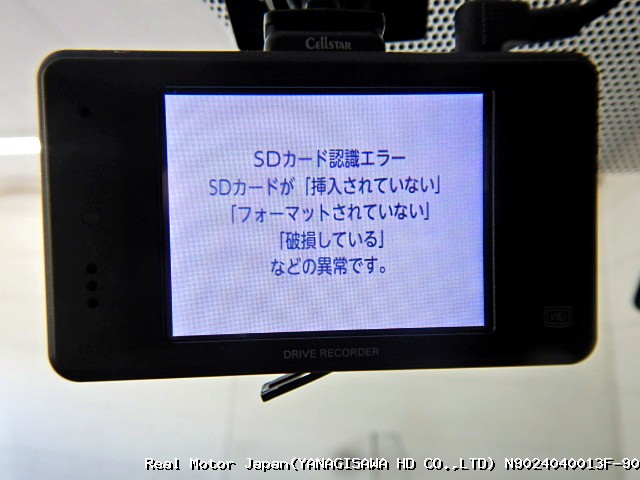 CELLSTAR
SDカード認識エラー
SDカードが「挿入されていない」
「フォーマットされていない」
「破損している」
などの異常です。
DRIVE RECORDER
Real Motor Japan(YANAGISAWA HD CO.,LTD) N9024040013F-90